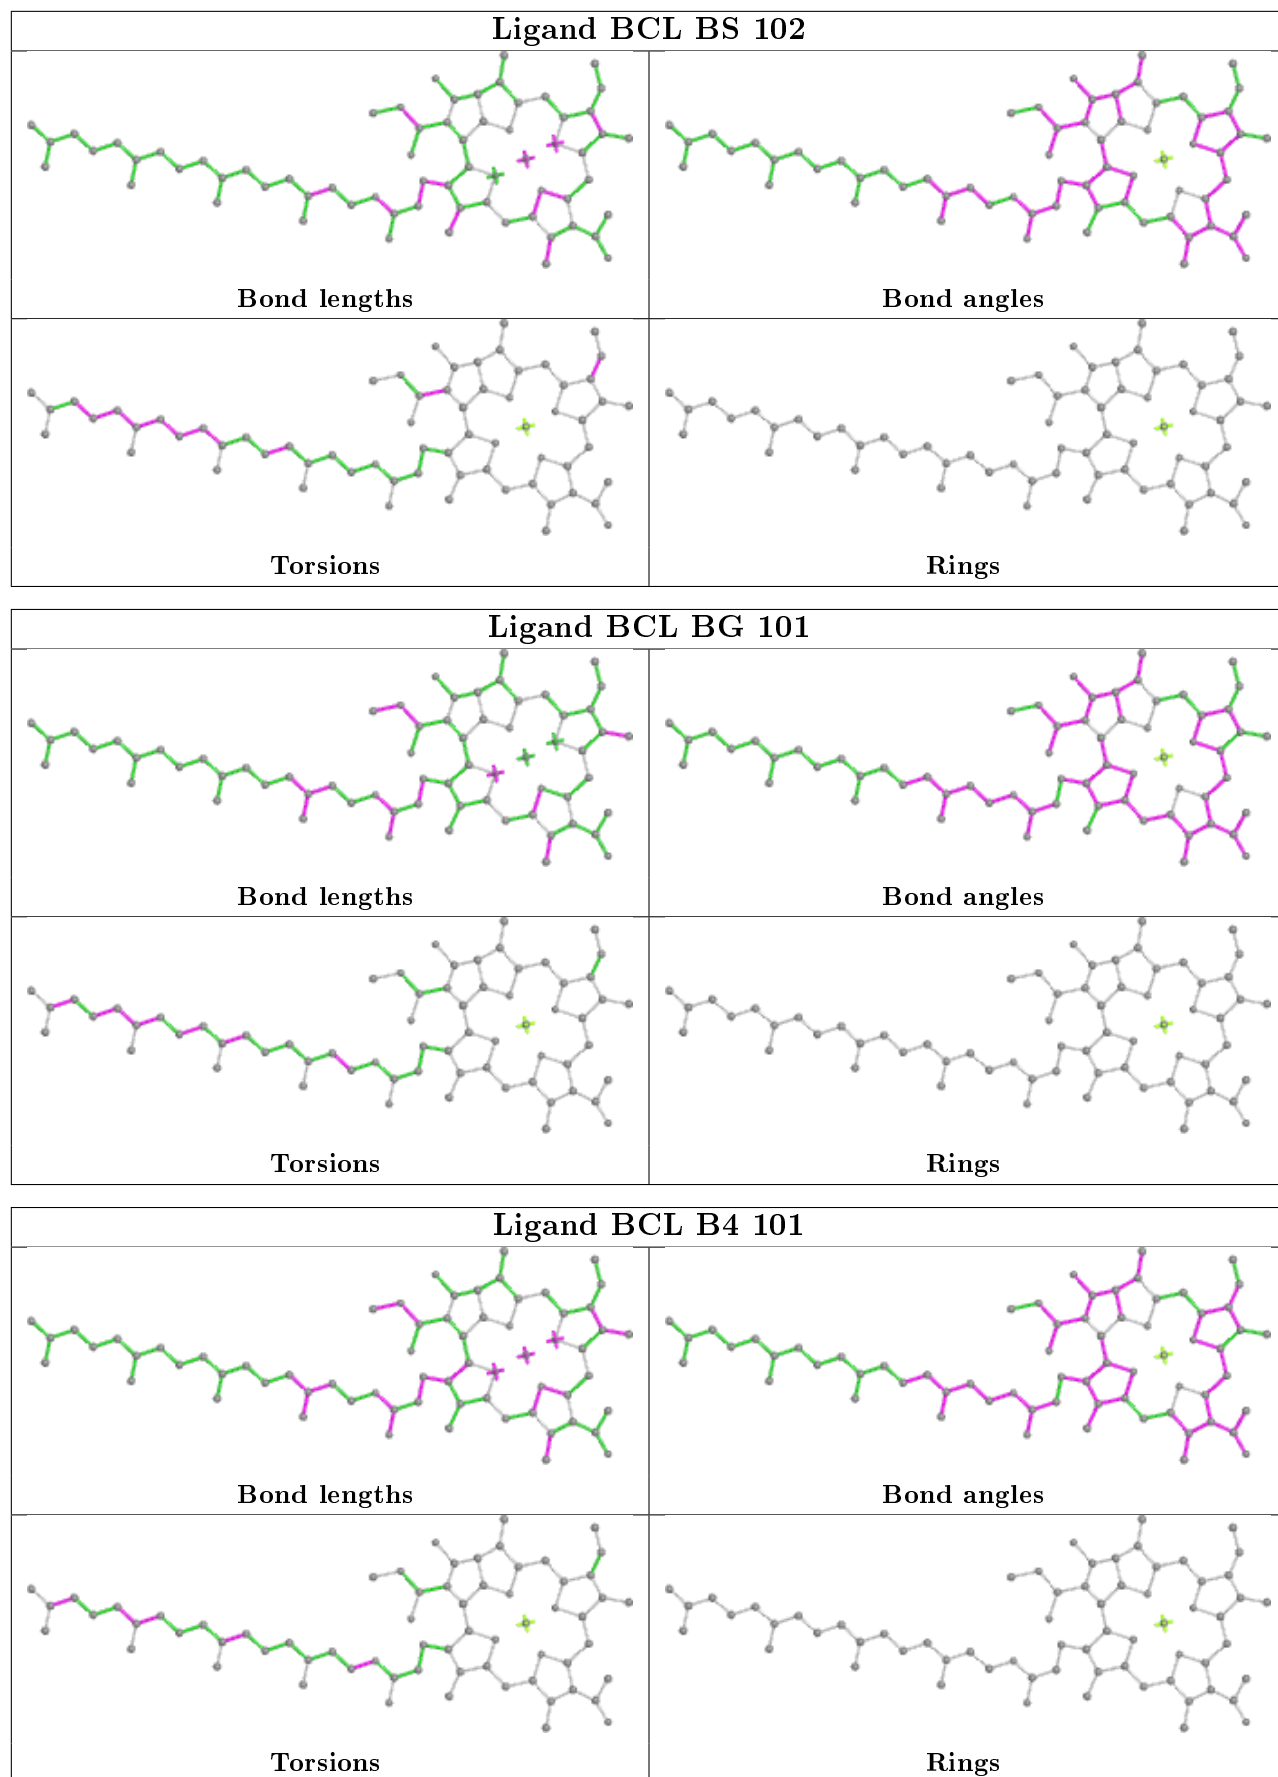 Ligand BCL BS 102
Bond lengths
Bond angles
Torsions
Rings
Ligand BCL BG 101
Bond lengths
Bond angles
Torsions
Rings
Ligand BCL B4 101
Bond lengths
Bond angles
Torsions
Rings